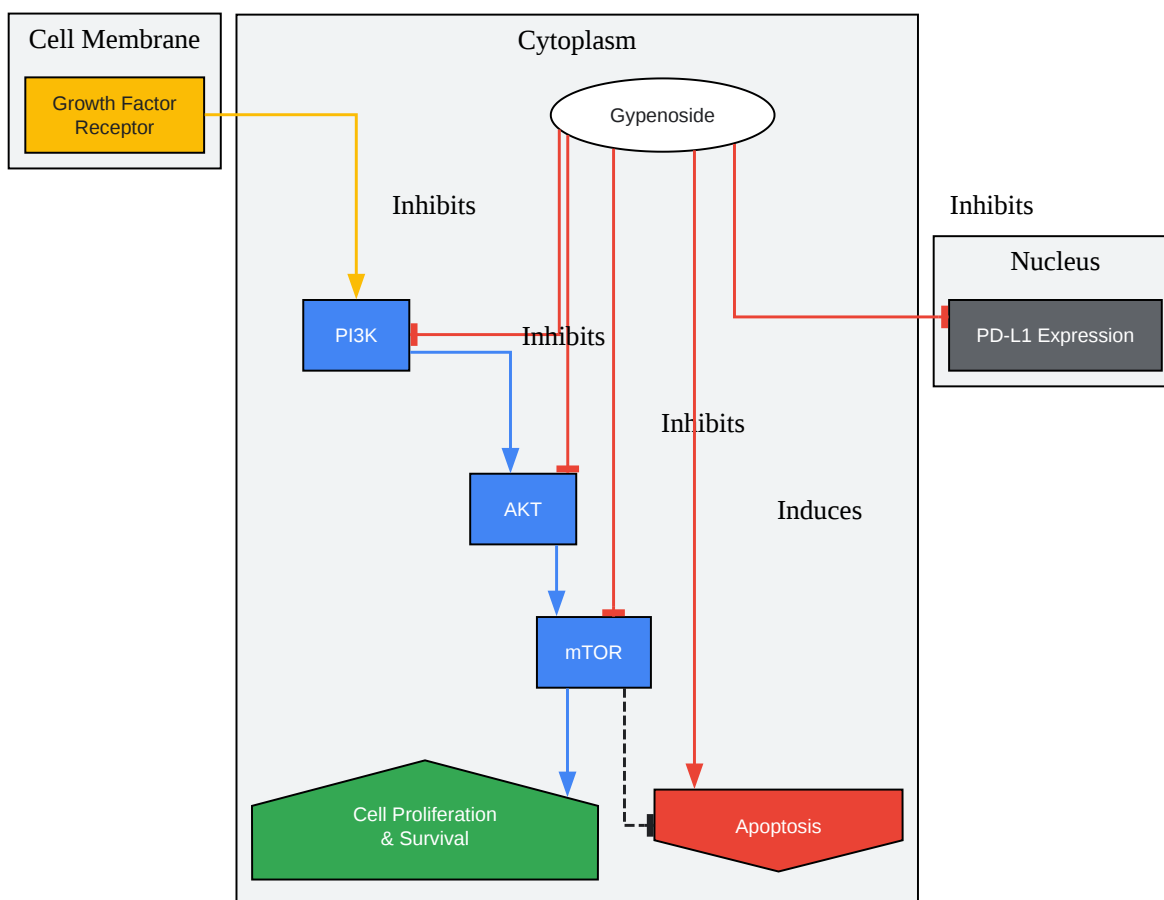 Cell Membrane
Cytoplasm
Growth Factor
Receptor
Gypenoside
Inhibits
Inhibits
Nucleus
PI3K
Inhibits
PD-L1 Expression
Inhibits
AKT
Induces
mTOR
Cell Proliferation
& Survival
Apoptosis